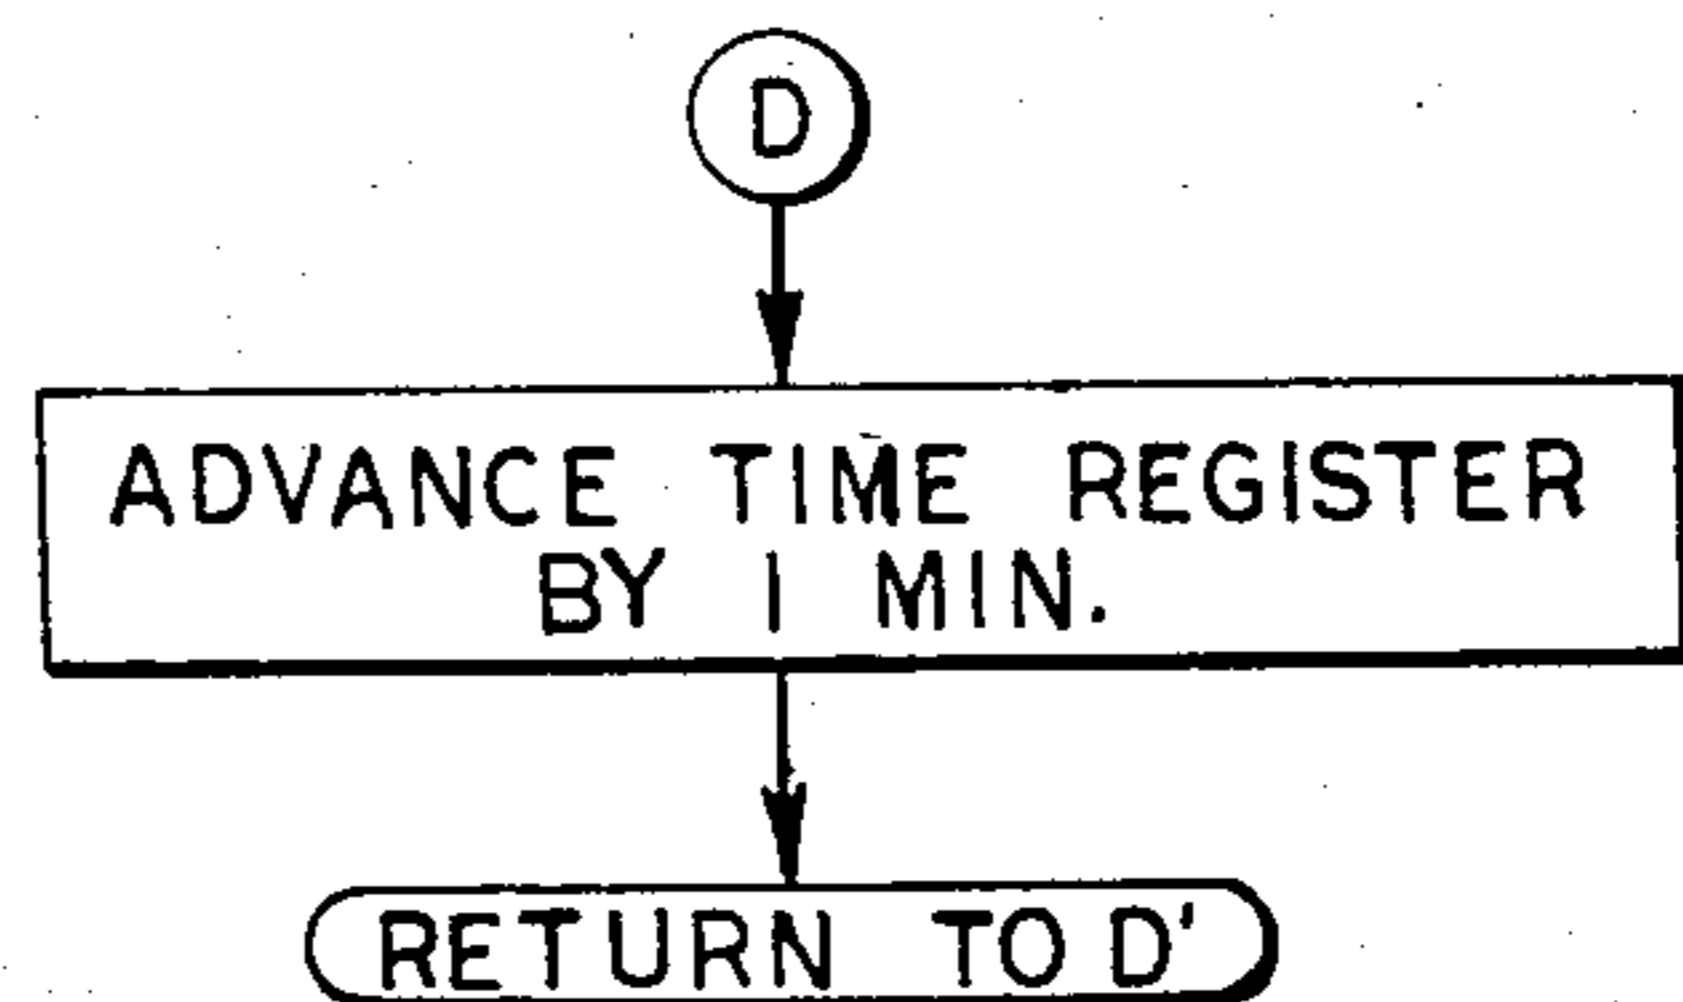 D
ADVANCE TIME REGISTER
BY 1 MIN.
RETURN TO D'